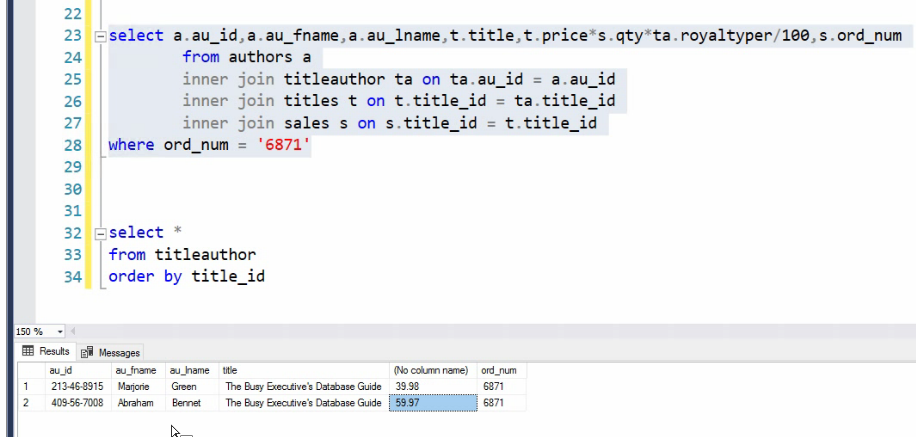 22
23 select a.au_id,a.au_fname,a.au_lname,t.title,t.price*s.qty*ta.royaltyper/100,s.ord_num
24 from authors a
25 inner join titleauthor ta on ta.au_id = a.au_id
26 inner join titles t on t.title_id = ta.title_id
27 inner join sales s on s.title_id = t.title_id
28 where ord_num = '6871'
29
30
31
32 select *
33 from titleauthor
34 order by title_id
150 %
Results Messages
au_id au_fname au_lname title (No column name) ord_num
1 213-46-8915 Marjorie Green The Busy Executive's Database Guide 39.98 6871
2 409-56-7008 Abraham Bennet The Busy Executive's Database Guide 59.97 6871